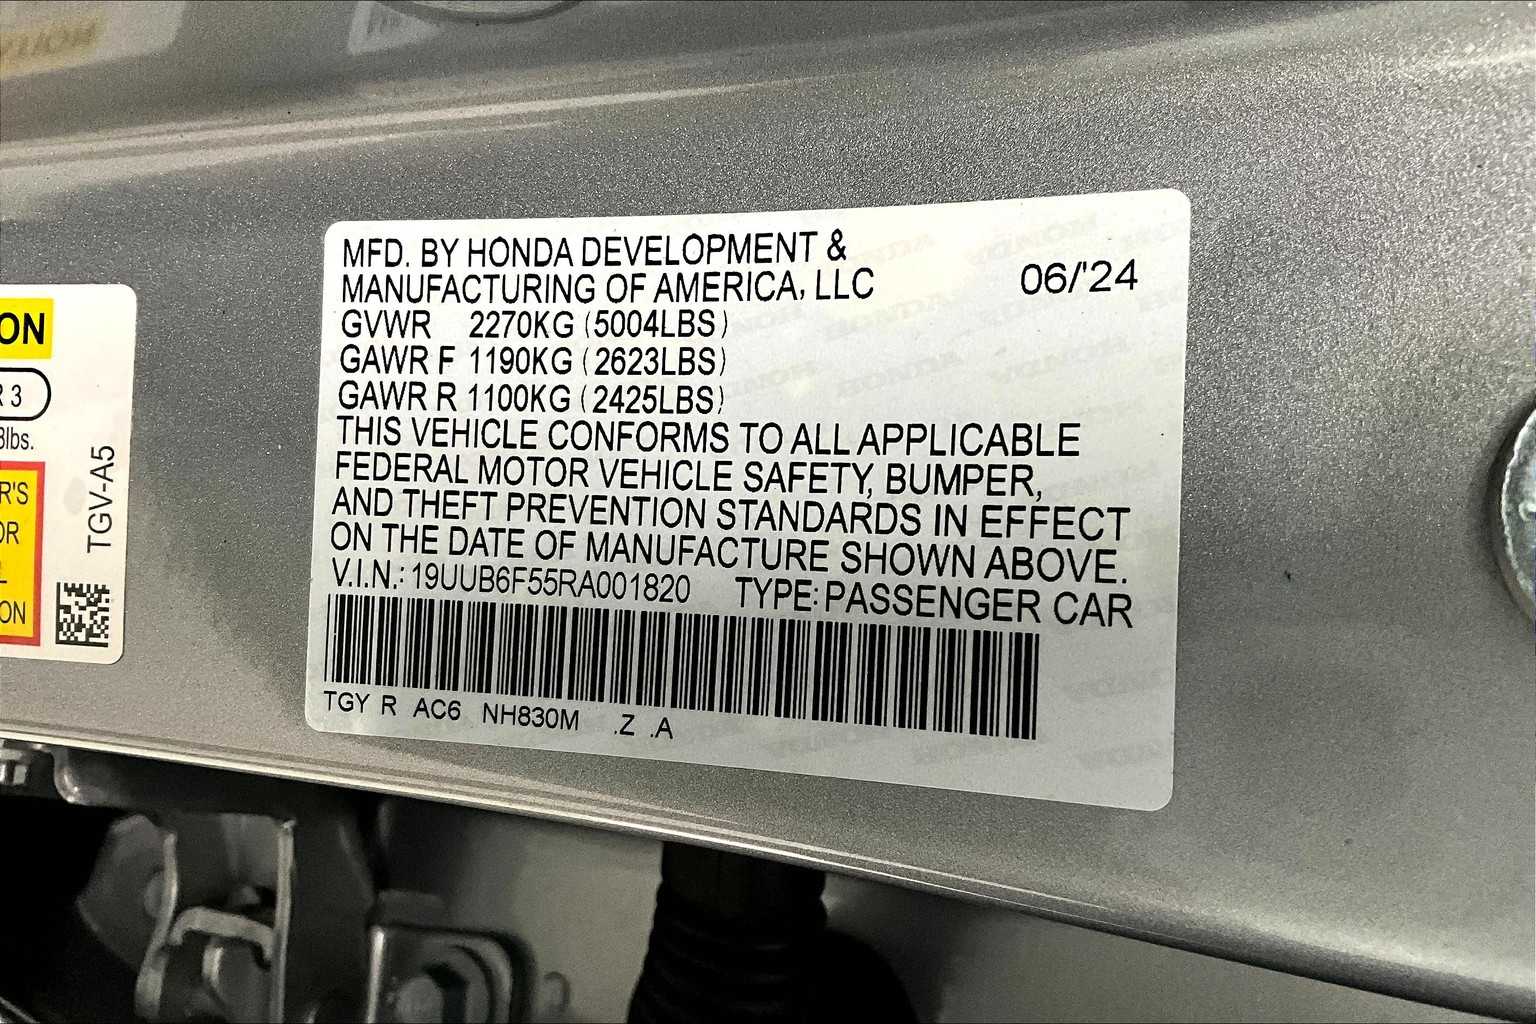 MFD. BY HONDA DEVELOPMENT &
MANUFACTURING OF AMERICA, LLC 06/'24
GVWR 2270KG (5004LBS)
GAWR F 1190KG (2623LBS)
GAWR R 1100KG (2425LBS)
THIS VEHICLE CONFORMS TO ALL APPLICABLE
FEDERAL MOTOR VEHICLE SAFETY, BUMPER,
AND THEFT PREVENTION STANDARDS IN EFFECT
ON THE DATE OF MANUFACTURE SHOWN ABOVE.
V.I.N.: 19UUB6F55RA001820 TYPE: PASSENGER CAR
TGY R AC6 NH830M .Z .A
ON
R 3
lbs.
R'S
OR
L
ON
TGV-A5